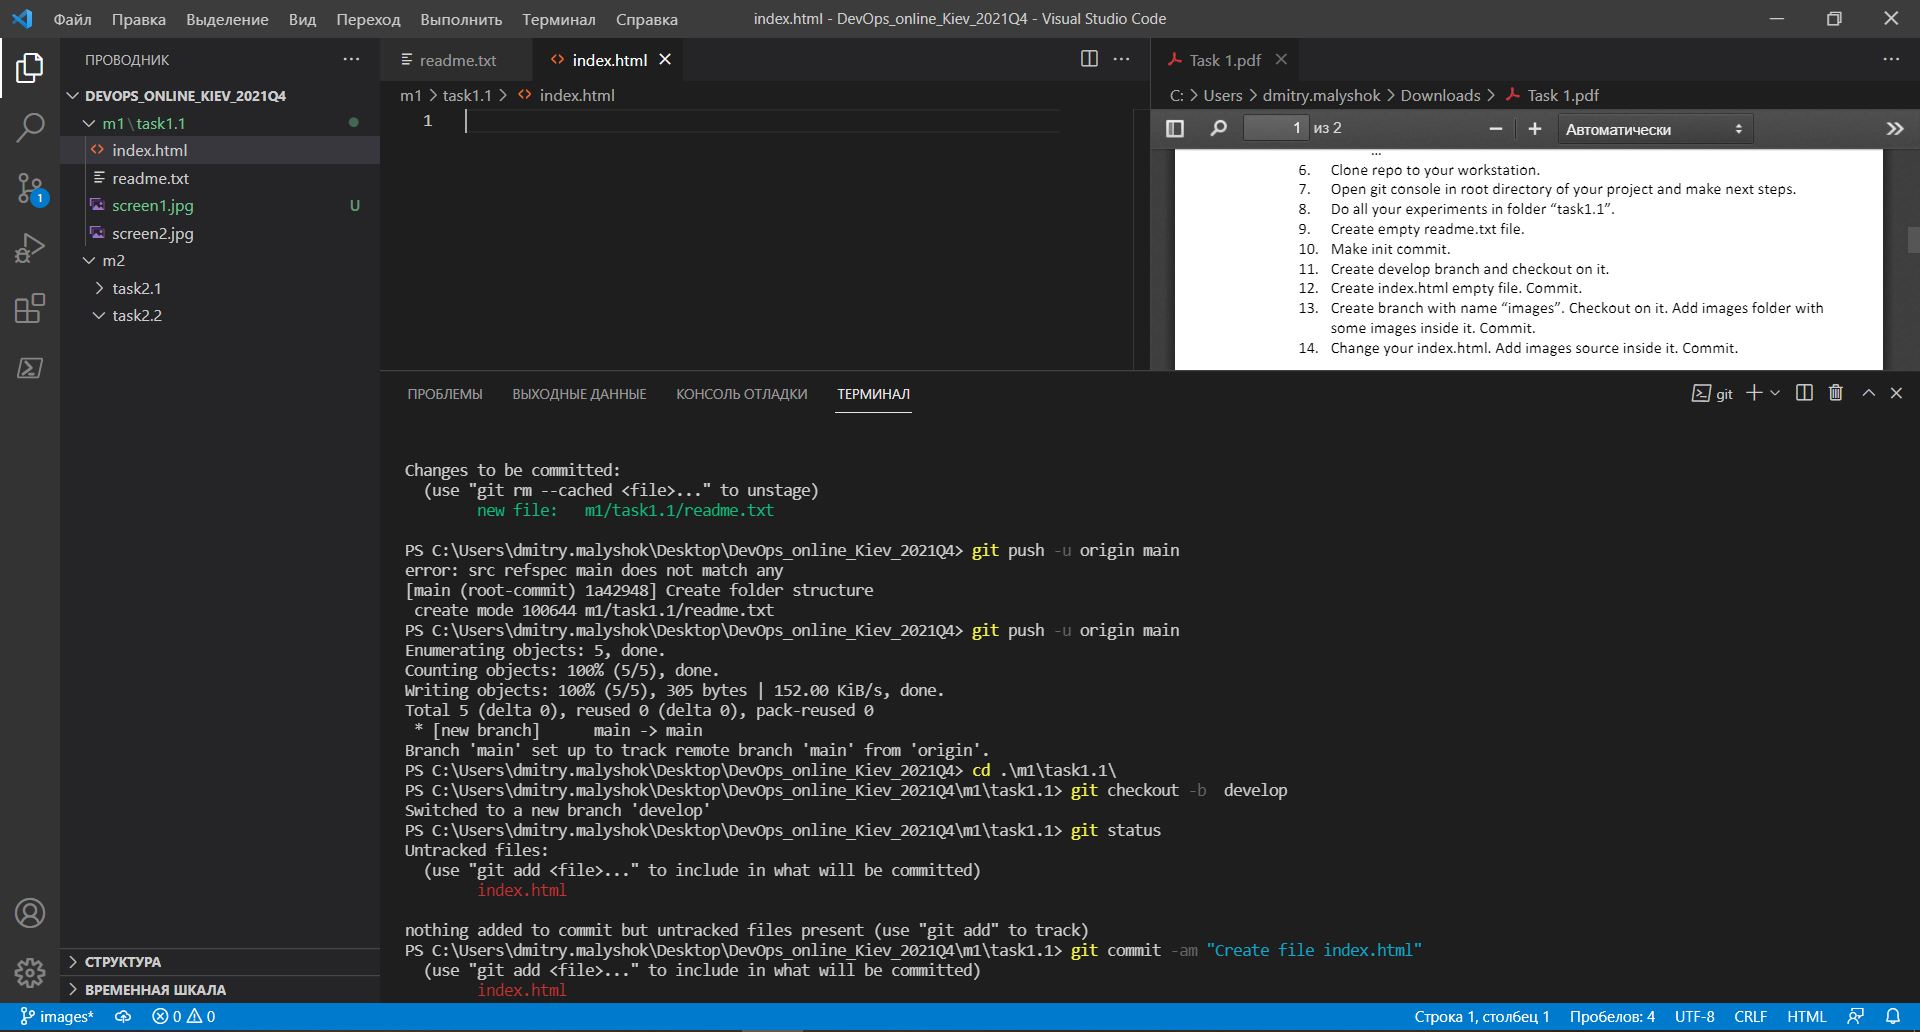 Файл Правка Выделение Вид Переход Выполнить Терминал Справка
index.html - DevOps_online_Kiev_2021Q4 - Visual Studio Code
ПРОВОДНИК
DEVOPS_ONLINE_KIEV_2021Q4
m1\task1.1
index.html
readme.txt
screen1.jpg U
screen2.jpg
m2
task2.1
task2.2
СТРУКТУРА
ВРЕМЕННАЯ ШКАЛА
1
readme.txt
index.html
m1 > task1.1 > index.html
1
Task 1.pdf
C: > Users > dmitry.malyshok > Downloads > Task 1.pdf
1 из 2
Автоматически
...
6. Clone repo to your workstation.
7. Open git console in root directory of your project and make next steps.
8. Do all your experiments in folder “task1.1”.
9. Create empty readme.txt file.
10. Make init commit.
11. Create develop branch and checkout on it.
12. Create index.html empty file. Commit.
13. Create branch with name “images”. Checkout on it. Add images folder with
some images inside it. Commit.
14. Change your index.html. Add images source inside it. Commit.
ПРОБЛЕМЫ ВЫХОДНЫЕ ДАННЫЕ КОНСОЛЬ ОТЛАДКИ ТЕРМИНАЛ
git
Changes to be committed:
(use "git rm --cached <file>..." to unstage)
new file: m1/task1.1/readme.txt
PS C:\Users\dmitry.malyshok\Desktop\DevOps_online_Kiev_2021Q4> git push -u origin main
error: src refspec main does not match any
[main (root-commit) 1a42948] Create folder structure
create mode 100644 m1/task1.1/readme.txt
PS C:\Users\dmitry.malyshok\Desktop\DevOps_online_Kiev_2021Q4> git push -u origin main
Enumerating objects: 5, done.
Counting objects: 100% (5/5), done.
Writing objects: 100% (5/5), 305 bytes | 152.00 KiB/s, done.
Total 5 (delta 0), reused 0 (delta 0), pack-reused 0
* [new branch] main -> main
Branch 'main' set up to track remote branch 'main' from 'origin'.
PS C:\Users\dmitry.malyshok\Desktop\DevOps_online_Kiev_2021Q4> cd .\m1\task1.1\
PS C:\Users\dmitry.malyshok\Desktop\DevOps_online_Kiev_2021Q4\m1\task1.1> git checkout -b develop
Switched to a new branch 'develop'
PS C:\Users\dmitry.malyshok\Desktop\DevOps_online_Kiev_2021Q4\m1\task1.1> git status
Untracked files:
(use "git add <file>..." to include in what will be committed)
index.html
nothing added to commit but untracked files present (use "git add" to track)
PS C:\Users\dmitry.malyshok\Desktop\DevOps_online_Kiev_2021Q4\m1\task1.1> git commit -am "Create file index.html"
(use "git add <file>..." to include in what will be committed)
index.html
images* 0 0
Строка 1, столбец 1 Пробелов: 4 UTF-8 CRLF HTML